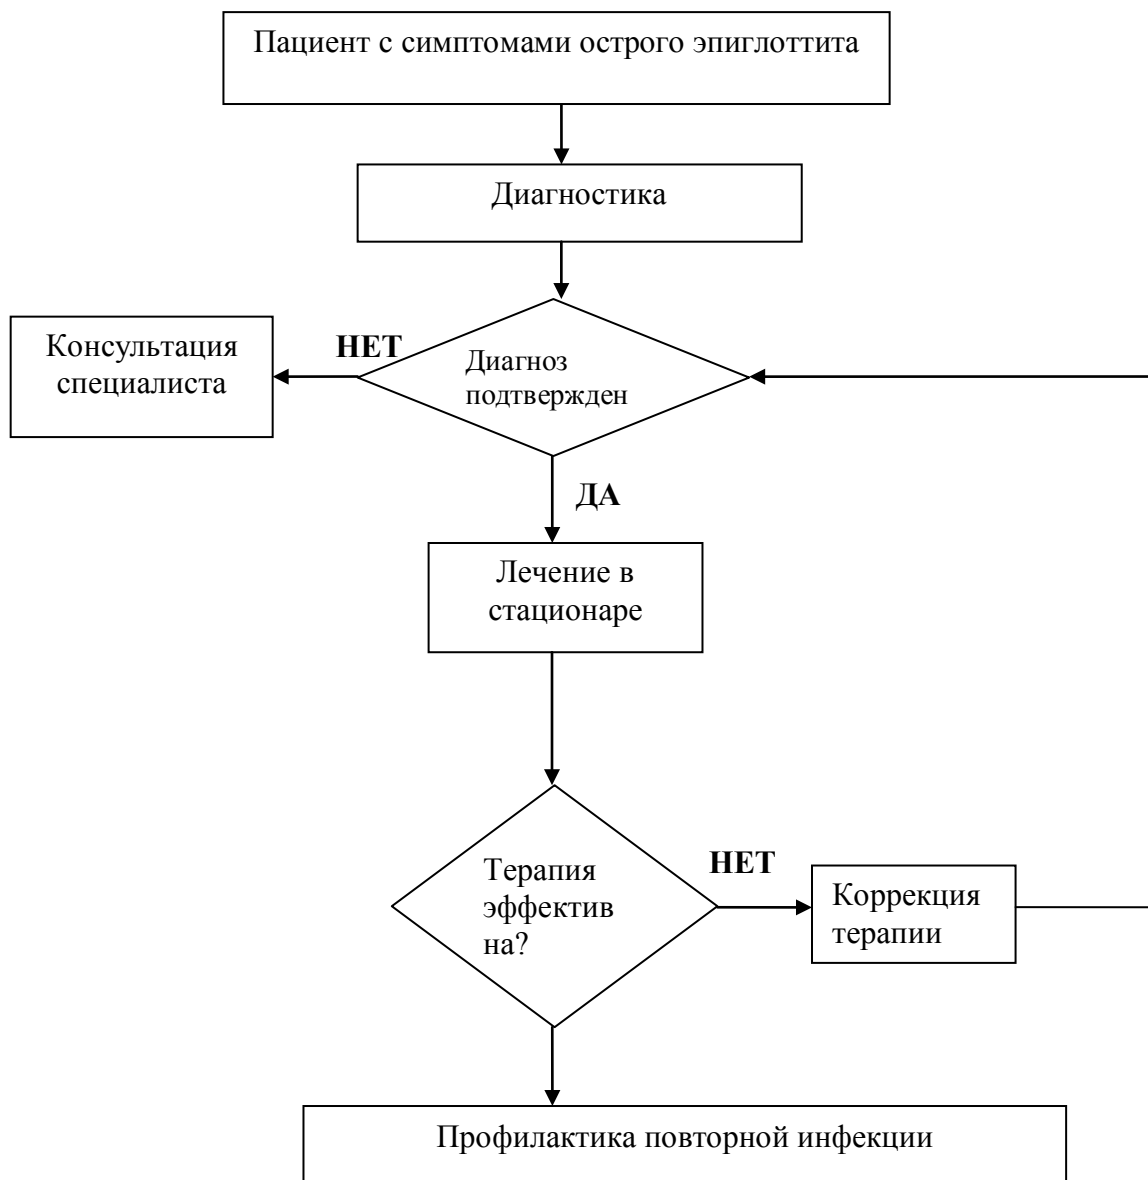 Пациент с симптомами острого эпиглоттита
Диагностика
Консультация
специалиста
НЕТ
Диагноз
подтвержден
ДА
Лечение в
стационаре
Терапия
эффектив
на?
НЕТ
Коррекция
терапии
Профилактика повторной инфекции